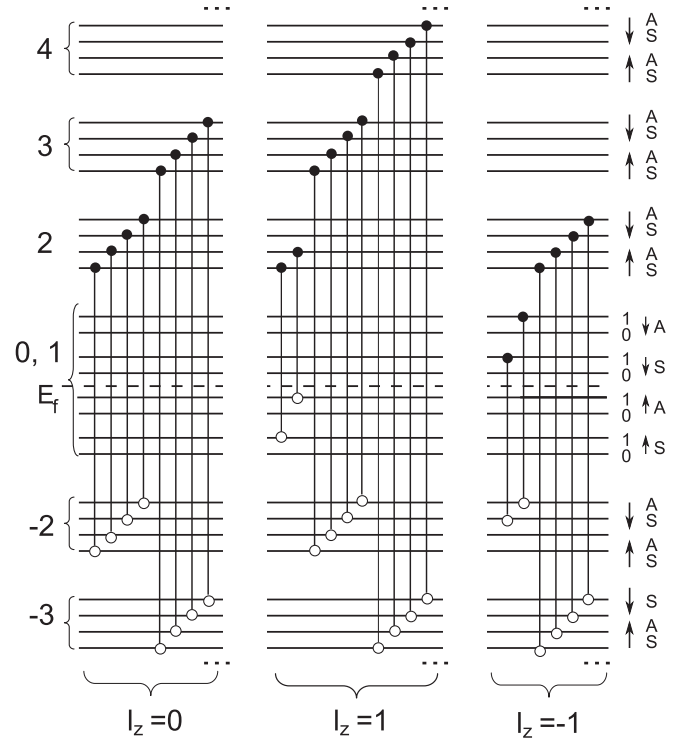 ... ... ...
4 ↓ A
S
↑ A
S
3 ↓ A
S
↑ A
S
2 ↓ A
S
↑ A
S
0, 1
1
0 ↓ A
1
0 ↓ S
E_f
1
0 ↑ A
1
0 ↑ S
-2 A
↓ S
↑ A
S
-3 ↓ S
↑ A
S
... ... ...
l_z =0 l_z =1 l_z =-1